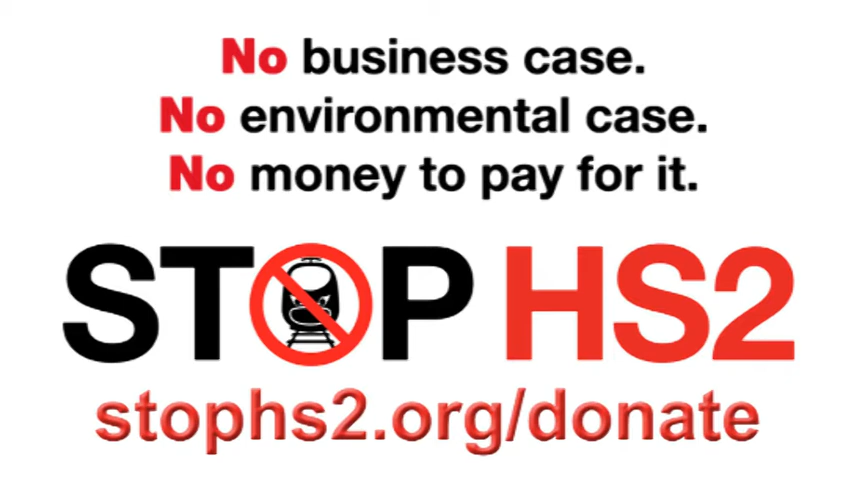 No business case.
No environmental case.
No money to pay for it.
STOP HS2
stophs2.org/donate